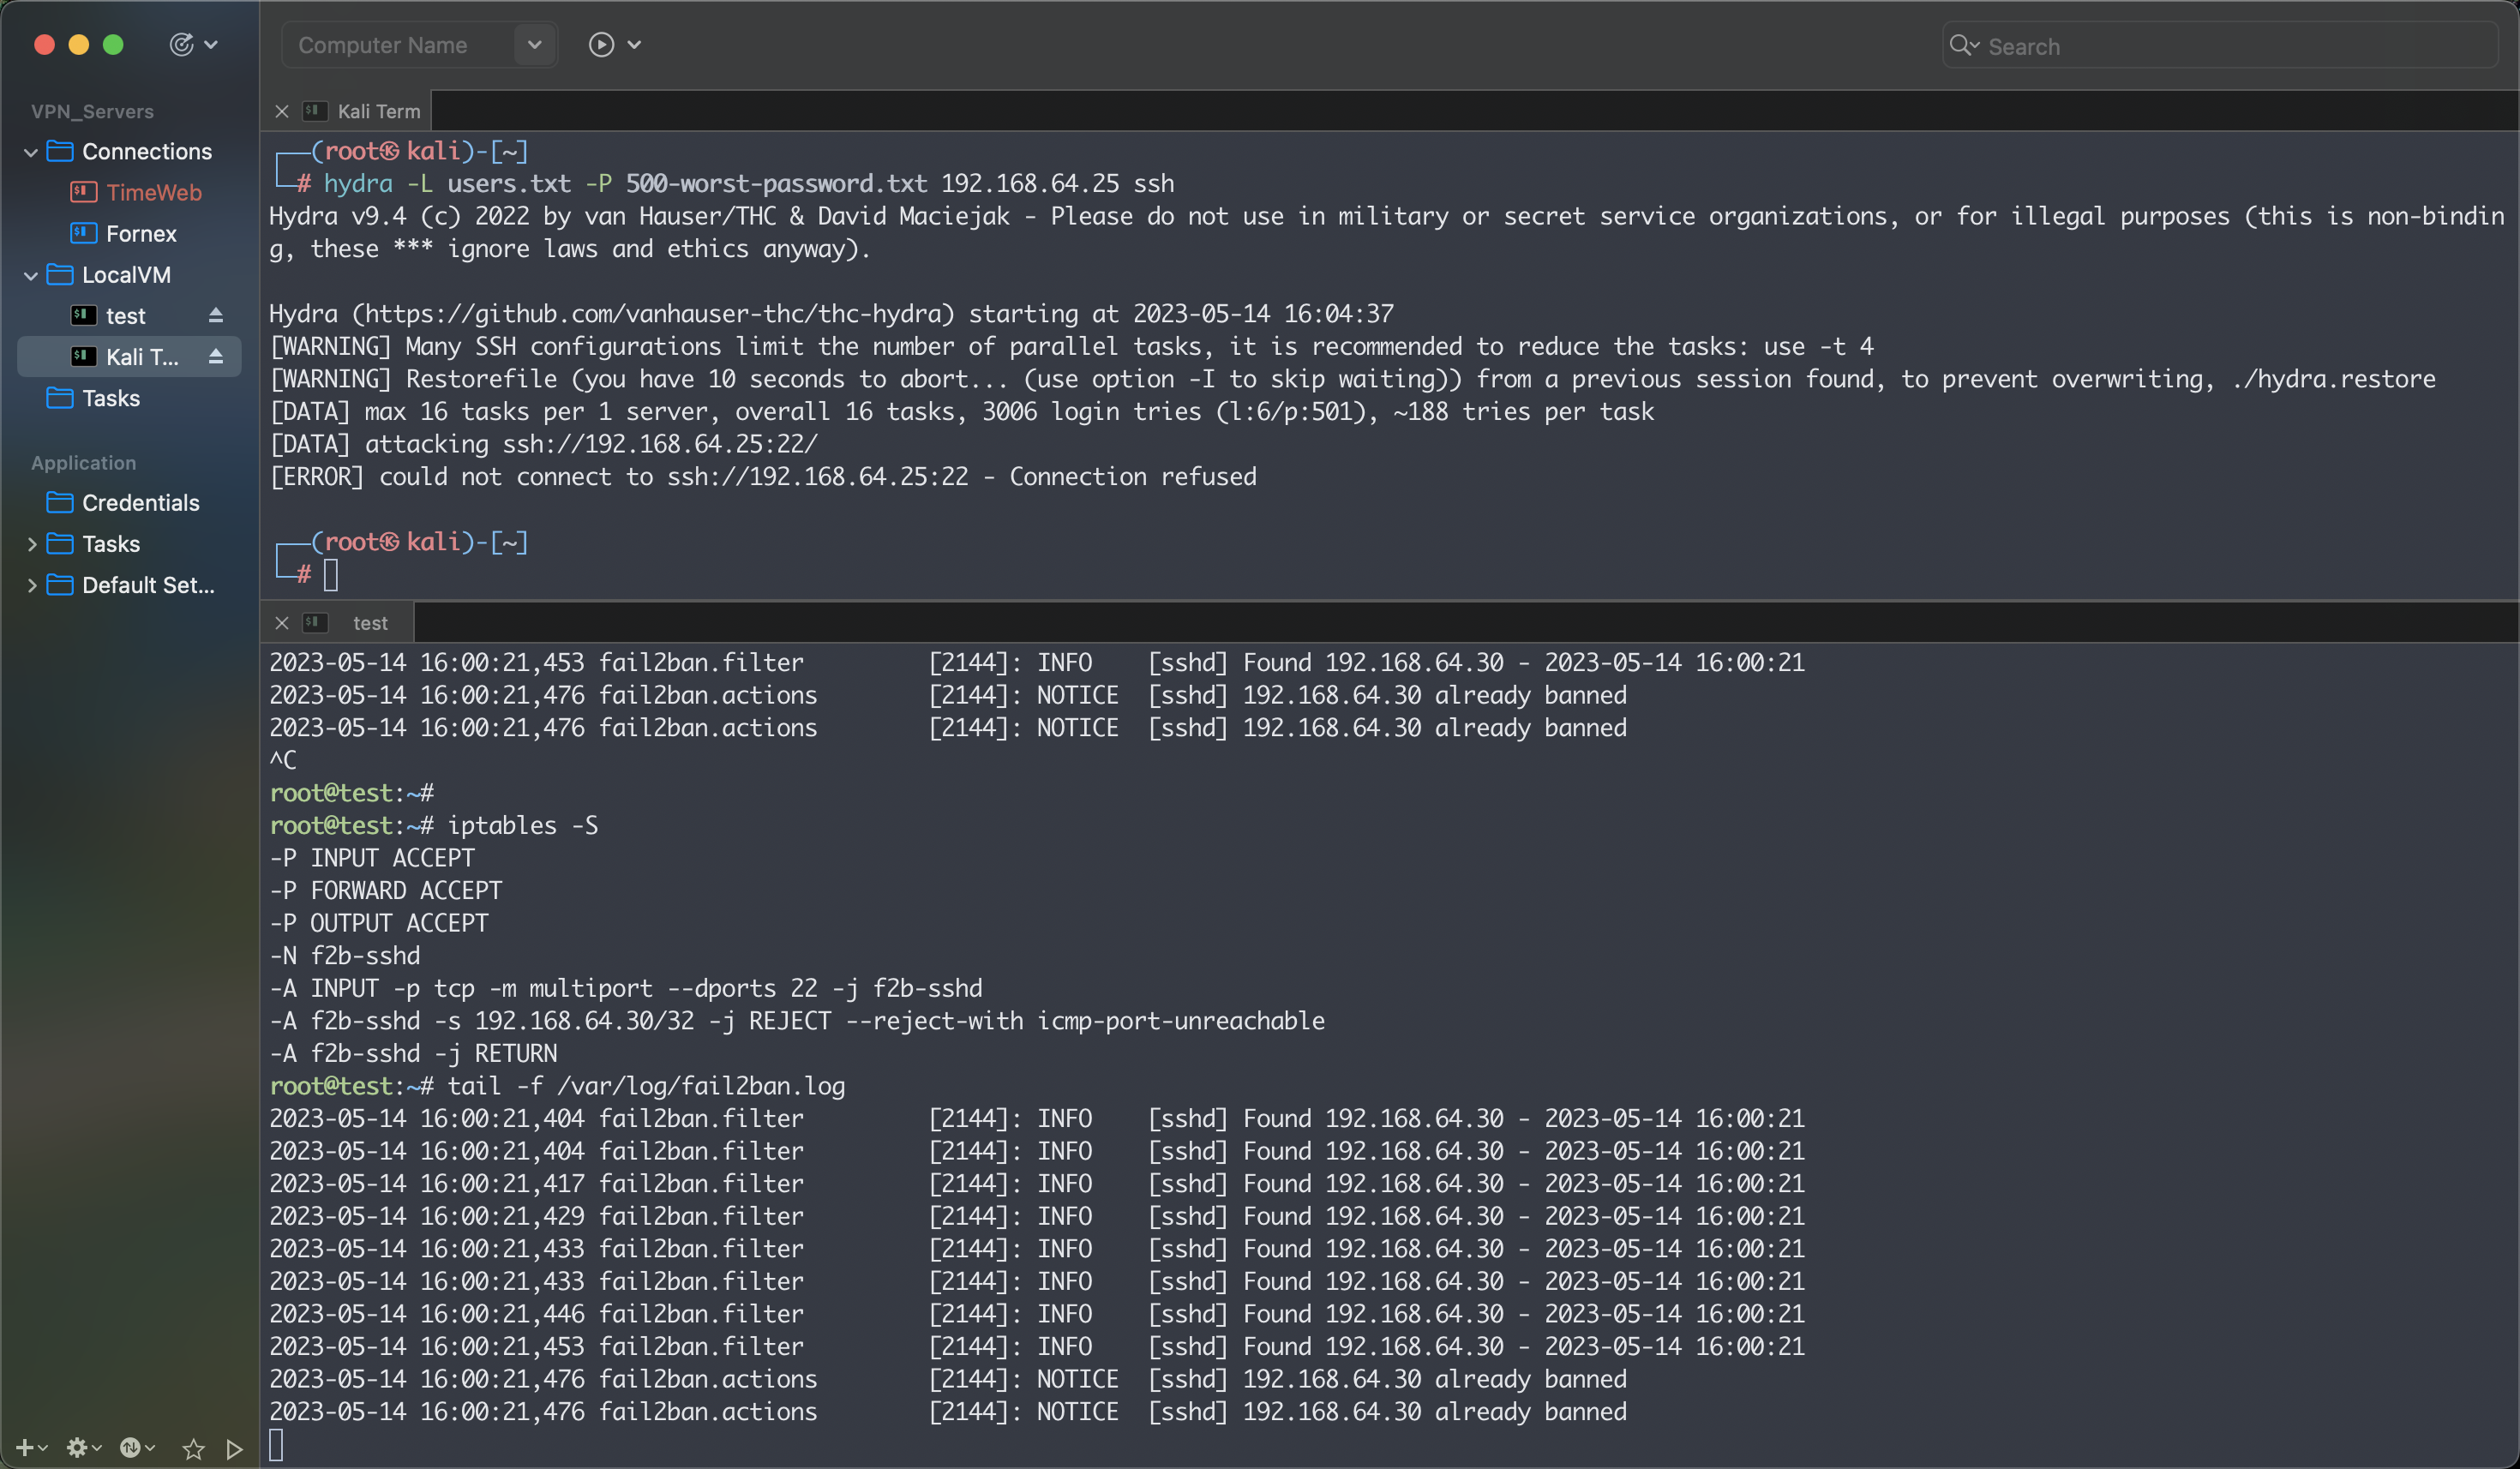 Computer Name
Search
VPN_Servers
Connections
TimeWeb
Fornex
LocalVM
test
Kali T...
Tasks
Application
Credentials
Tasks
Default Set...
Kali Term
┌──(root㉿kali)-[~]
└─# hydra -L users.txt -P 500-worst-password.txt 192.168.64.25 ssh
Hydra v9.4 (c) 2022 by van Hauser/THC & David Maciejak - Please do not use in military or secret service organizations, or for illegal purposes (this is non-bindin
g, these *** ignore laws and ethics anyway).
Hydra (https://github.com/vanhauser-thc/thc-hydra) starting at 2023-05-14 16:04:37
[WARNING] Many SSH configurations limit the number of parallel tasks, it is recommended to reduce the tasks: use -t 4
[WARNING] Restorefile (you have 10 seconds to abort... (use option -I to skip waiting)) from a previous session found, to prevent overwriting, ./hydra.restore
[DATA] max 16 tasks per 1 server, overall 16 tasks, 3006 login tries (l:6/p:501), ~188 tries per task
[DATA] attacking ssh://192.168.64.25:22/
[ERROR] could not connect to ssh://192.168.64.25:22 - Connection refused
┌──(root㉿kali)-[~]
└─#
test
2023-05-14 16:00:21,453 fail2ban.filter [2144]: INFO [sshd] Found 192.168.64.30 - 2023-05-14 16:00:21
2023-05-14 16:00:21,476 fail2ban.actions [2144]: NOTICE [sshd] 192.168.64.30 already banned
2023-05-14 16:00:21,476 fail2ban.actions [2144]: NOTICE [sshd] 192.168.64.30 already banned
^C
root@test:~#
root@test:~# iptables -S
-P INPUT ACCEPT
-P FORWARD ACCEPT
-P OUTPUT ACCEPT
-N f2b-sshd
-A INPUT -p tcp -m multiport --dports 22 -j f2b-sshd
-A f2b-sshd -s 192.168.64.30/32 -j REJECT --reject-with icmp-port-unreachable
-A f2b-sshd -j RETURN
root@test:~# tail -f /var/log/fail2ban.log
2023-05-14 16:00:21,404 fail2ban.filter [2144]: INFO [sshd] Found 192.168.64.30 - 2023-05-14 16:00:21
2023-05-14 16:00:21,404 fail2ban.filter [2144]: INFO [sshd] Found 192.168.64.30 - 2023-05-14 16:00:21
2023-05-14 16:00:21,417 fail2ban.filter [2144]: INFO [sshd] Found 192.168.64.30 - 2023-05-14 16:00:21
2023-05-14 16:00:21,429 fail2ban.filter [2144]: INFO [sshd] Found 192.168.64.30 - 2023-05-14 16:00:21
2023-05-14 16:00:21,433 fail2ban.filter [2144]: INFO [sshd] Found 192.168.64.30 - 2023-05-14 16:00:21
2023-05-14 16:00:21,433 fail2ban.filter [2144]: INFO [sshd] Found 192.168.64.30 - 2023-05-14 16:00:21
2023-05-14 16:00:21,446 fail2ban.filter [2144]: INFO [sshd] Found 192.168.64.30 - 2023-05-14 16:00:21
2023-05-14 16:00:21,453 fail2ban.filter [2144]: INFO [sshd] Found 192.168.64.30 - 2023-05-14 16:00:21
2023-05-14 16:00:21,476 fail2ban.actions [2144]: NOTICE [sshd] 192.168.64.30 already banned
2023-05-14 16:00:21,476 fail2ban.actions [2144]: NOTICE [sshd] 192.168.64.30 already banned